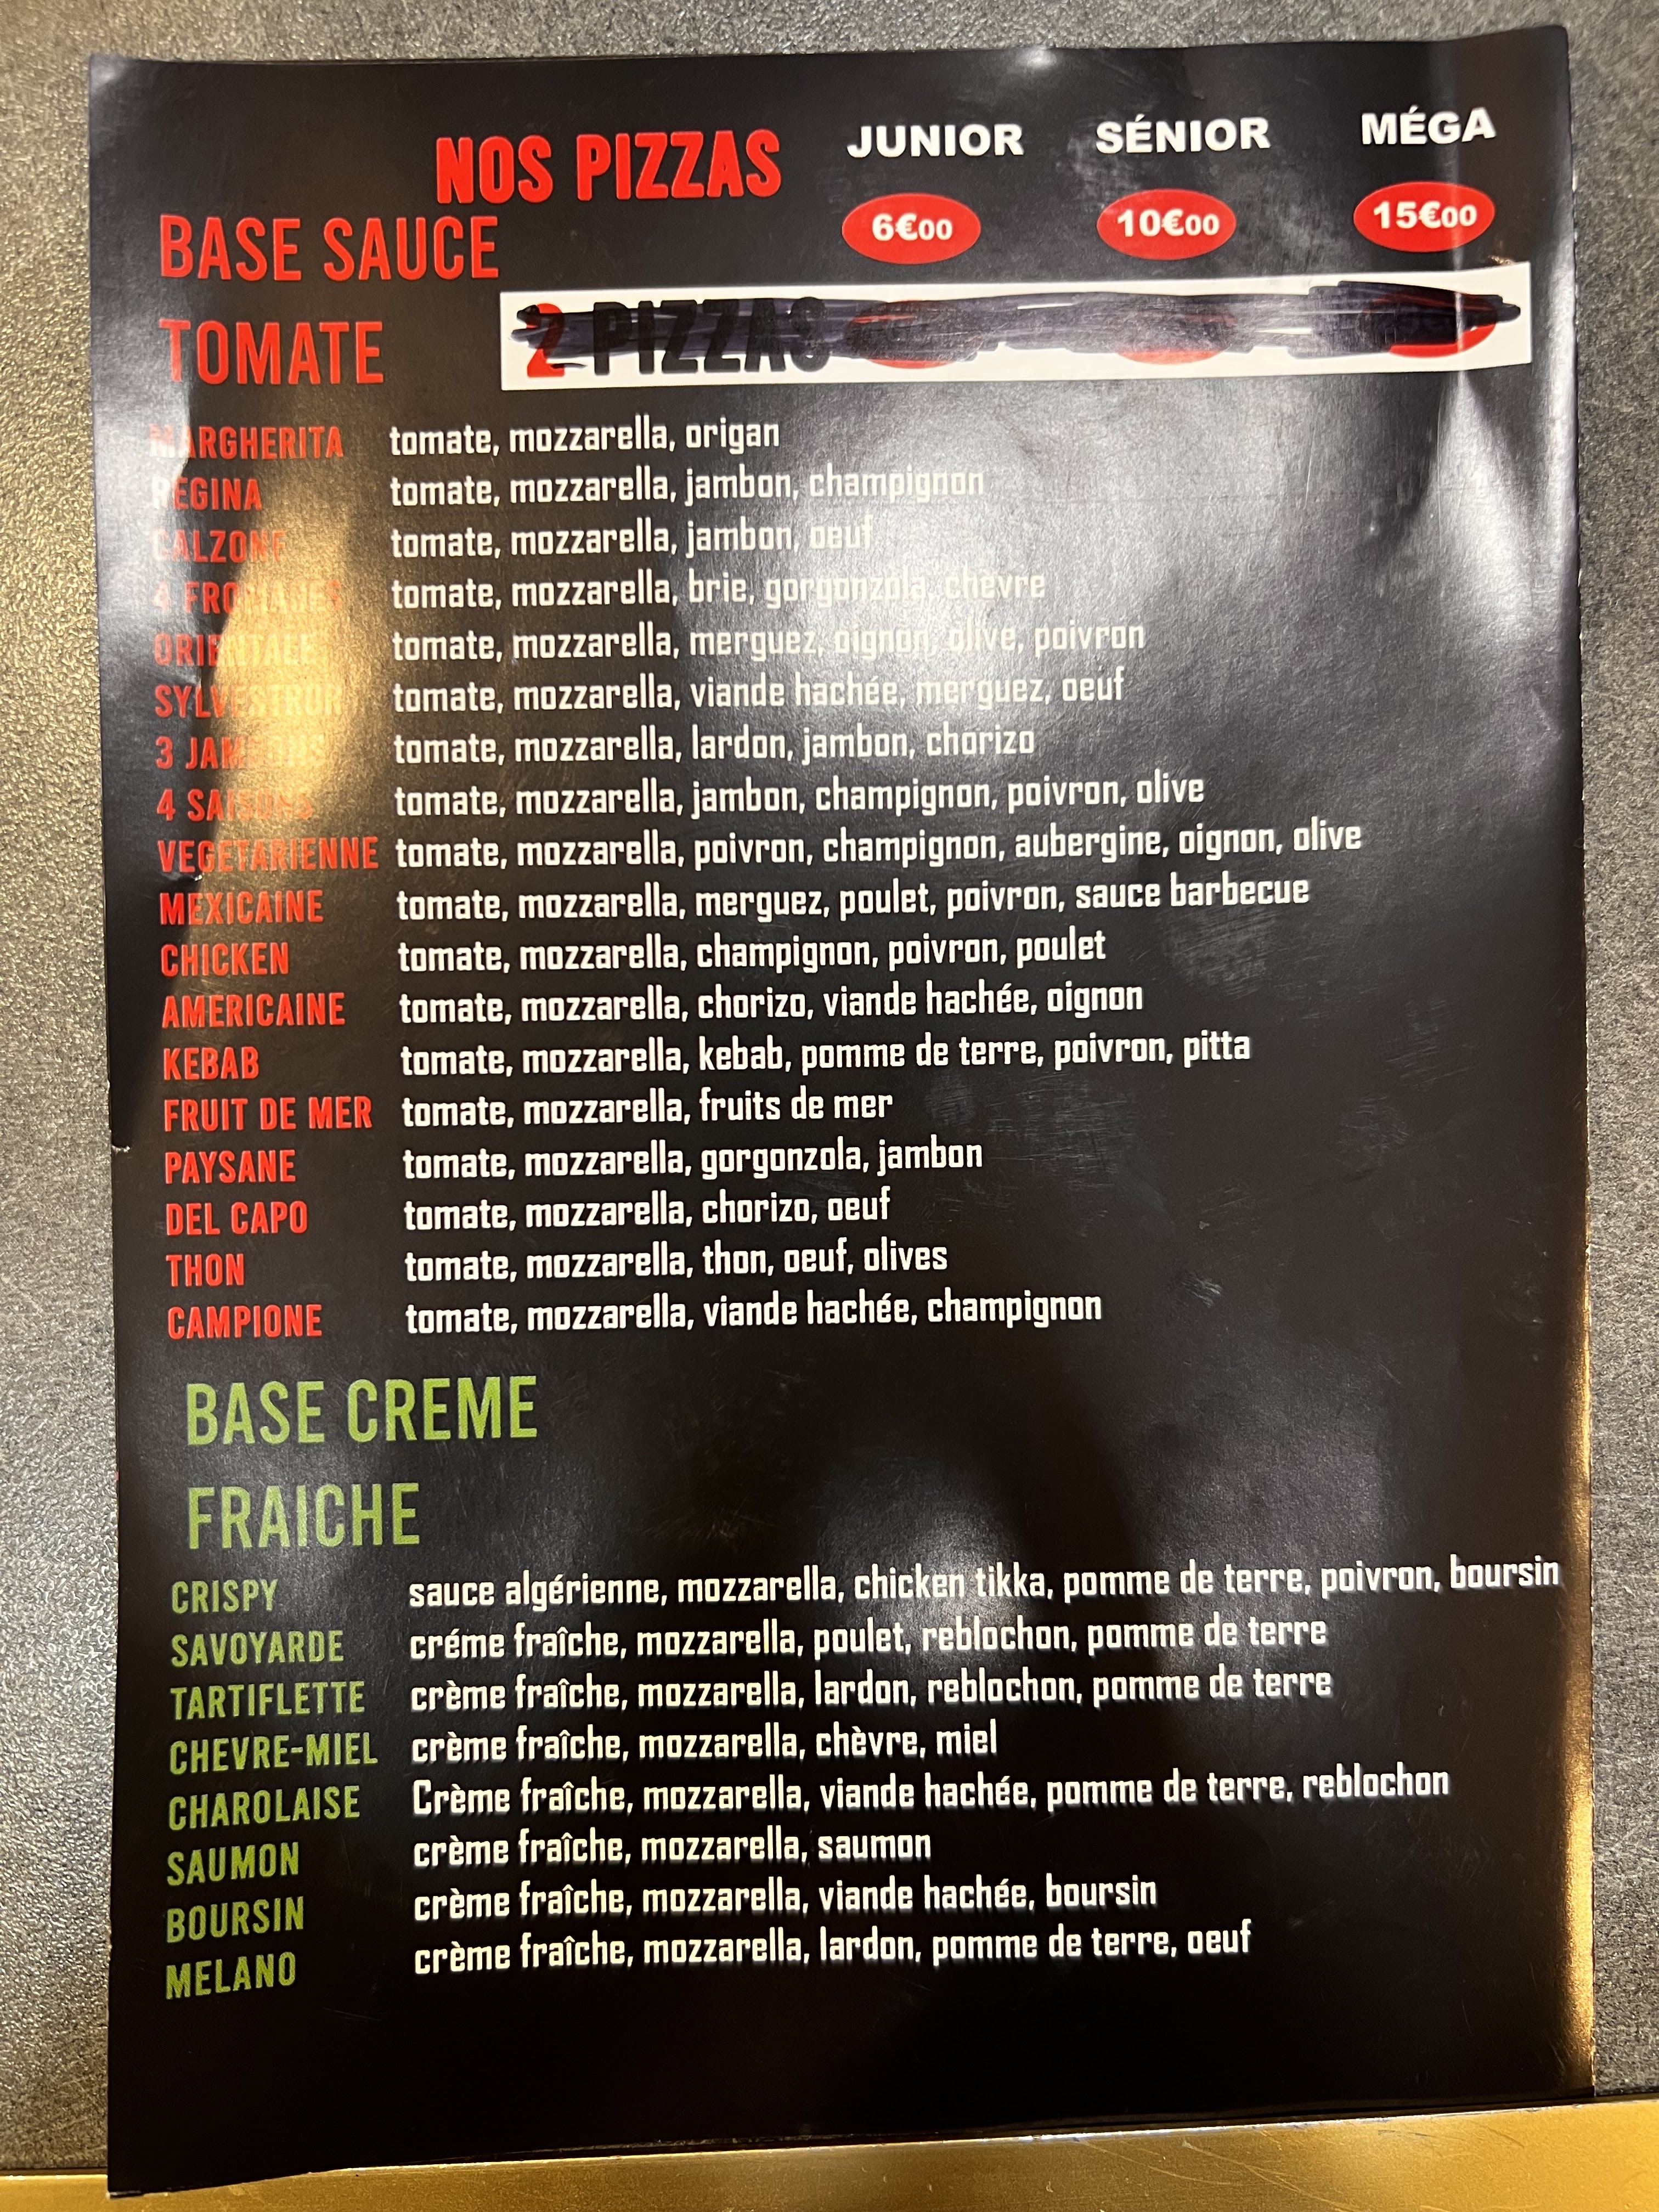 NOS PIZZAS
JUNIOR SÉNIOR MÉGA
6€00 10€00 15€00
BASE SAUCE
TOMATE
2 PIZZAS
MARGHERITA tomate, mozzarella, origan
REGINA tomate, mozzarella, jambon, champignon
CALZONE tomate, mozzarella, jambon, oeuf
4 FROMAGES tomate, mozzarella, brie, gorgonzola, chevre
ORIENTALE tomate, mozzarella, merguez, oignon, olive, poivron
SYLVESTROR tomate, mozzarella, viande hachée, merguez, oeuf
3 JAMBONS tomate, mozzarella, lardon, jambon, chorizo
4 SAISONS tomate, mozzarella, jambon, champignon, poivron, olive
VEGETARIENNE tomate, mozzarella, poivron, champignon, aubergine, oignon, olive
MEXICAINE tomate, mozzarella, merguez, poulet, poivron, sauce barbecue
CHICKEN tomate, mozzarella, champignon, poivron, poulet
AMERICAINE tomate, mozzarella, chorizo, viande hachée, oignon
KEBAB tomate, mozzarella, kebab, pomme de terre, poivron, pitta
FRUIT DE MER tomate, mozzarella, fruits de mer
PAYSANE tomate, mozzarella, gorgonzola, jambon
DEL CAPO tomate, mozzarella, chorizo, oeuf
THON tomate, mozzarella, thon, oeuf, olives
CAMPIONE tomate, mozzarella, viande hachée, champignon
BASE CREME
FRAICHE
CRISPY sauce algérienne, mozzarella, chicken tikka, pomme de terre, poivron, boursin
SAVOYARDE créme fraîche, mozzarella, poulet, reblochon, pomme de terre
TARTIFLETTE crème fraîche, mozzarella, lardon, reblochon, pomme de terre
CHEVRE-MIEL crème fraîche, mozzarella, chèvre, miel
CHAROLAISE Crème fraîche, mozzarella, viande hachée, pomme de terre, reblochon
SAUMON crème fraîche, mozzarella, saumon
BOURSIN crème fraîche, mozzarella, viande hachée, boursin
MELANO crème fraîche, mozzarella, lardon, pomme de terre, oeuf